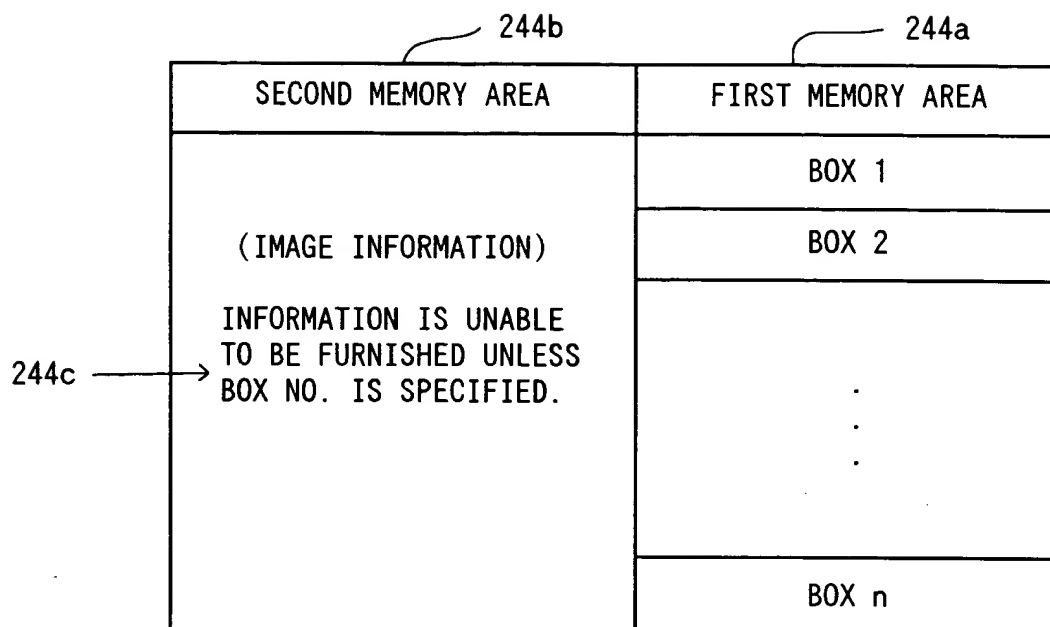 244b
244a
SECOND MEMORY AREA
FIRST MEMORY AREA
BOX 1
(IMAGE INFORMATION)
BOX 2
INFORMATION IS UNABLE
TO BE FURNISHED UNLESS
BOX NO. IS SPECIFIED.
244c
BOX n